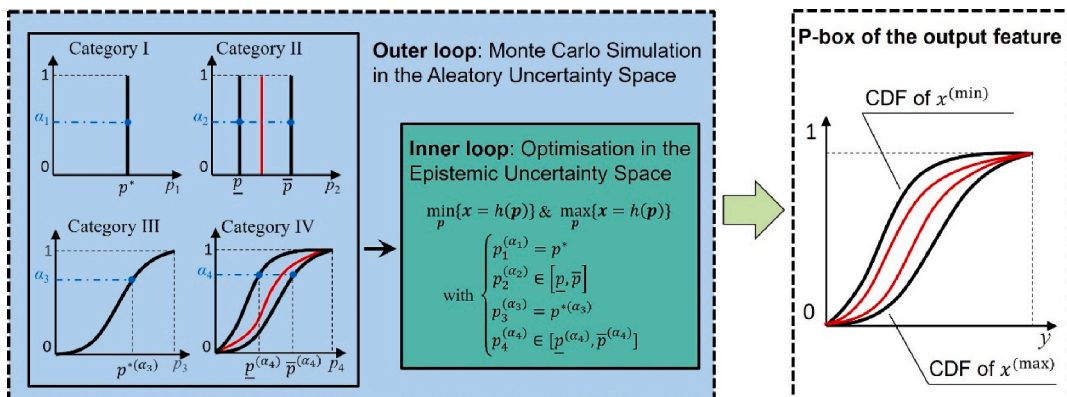 Category I
1
α₁
0
p*
p₁
Category II
1
α₂
0
p̲
p̅
p₂
Category III
1
α₃
0
p*⁽ᵅ³⁾
p₃
Category IV
1
α₄
0
p̲⁽ᵅ⁴⁾
p̅⁽ᵅ⁴⁾
p₄
Outer loop: Monte Carlo Simulation
in the Aleatory Uncertainty Space
Inner loop: Optimisation in the
Epistemic Uncertainty Space
min{x = h(p)} & max{x = h(p)}
p p
with
p₁^(α₁) = p*
p₂^(α₂) ∈ [p̲, p̅]
p₃^(α₃) = p*^(α₃)
p₄^(α₄) ∈ [p̲^(α₄), p̅^(α₄)]
P-box of the output feature
CDF of x^(min)
1
0
y
CDF of x^(max)